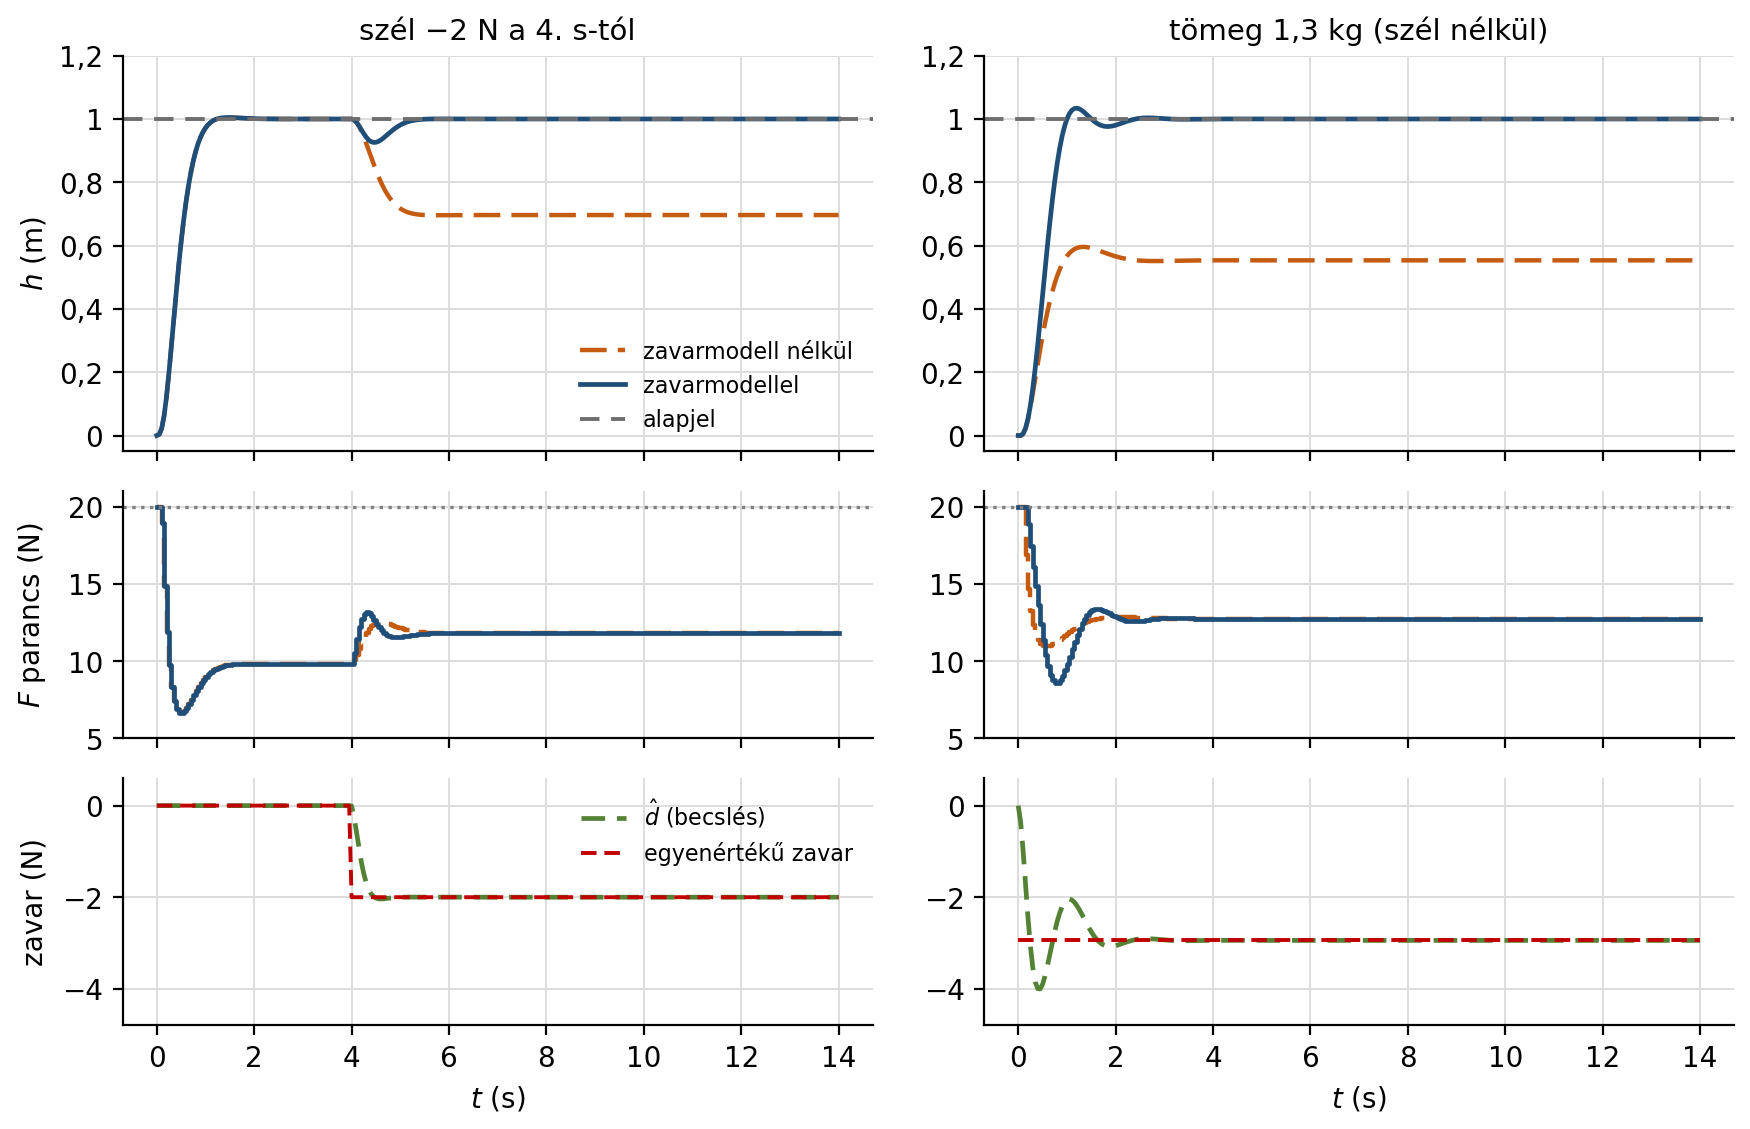 szél −2 N a 4. s-tól
tömeg 1,3 kg (szél nélkül)
h (m)
1,2
1
0,8
0,6
0,4
0,2
0
zavarmodell nélkül
zavarmodellel
alapjel
1,2
1
0,8
0,6
0,4
0,2
0
F parancs (N)
20
15
10
5
20
15
10
5
zavar (N)
0
−2
−4
d̂ (becslés)
egyenértékű zavar
0
−2
−4
0 2 4 6 8 10 12 14
t (s)
0 2 4 6 8 10 12 14
t (s)